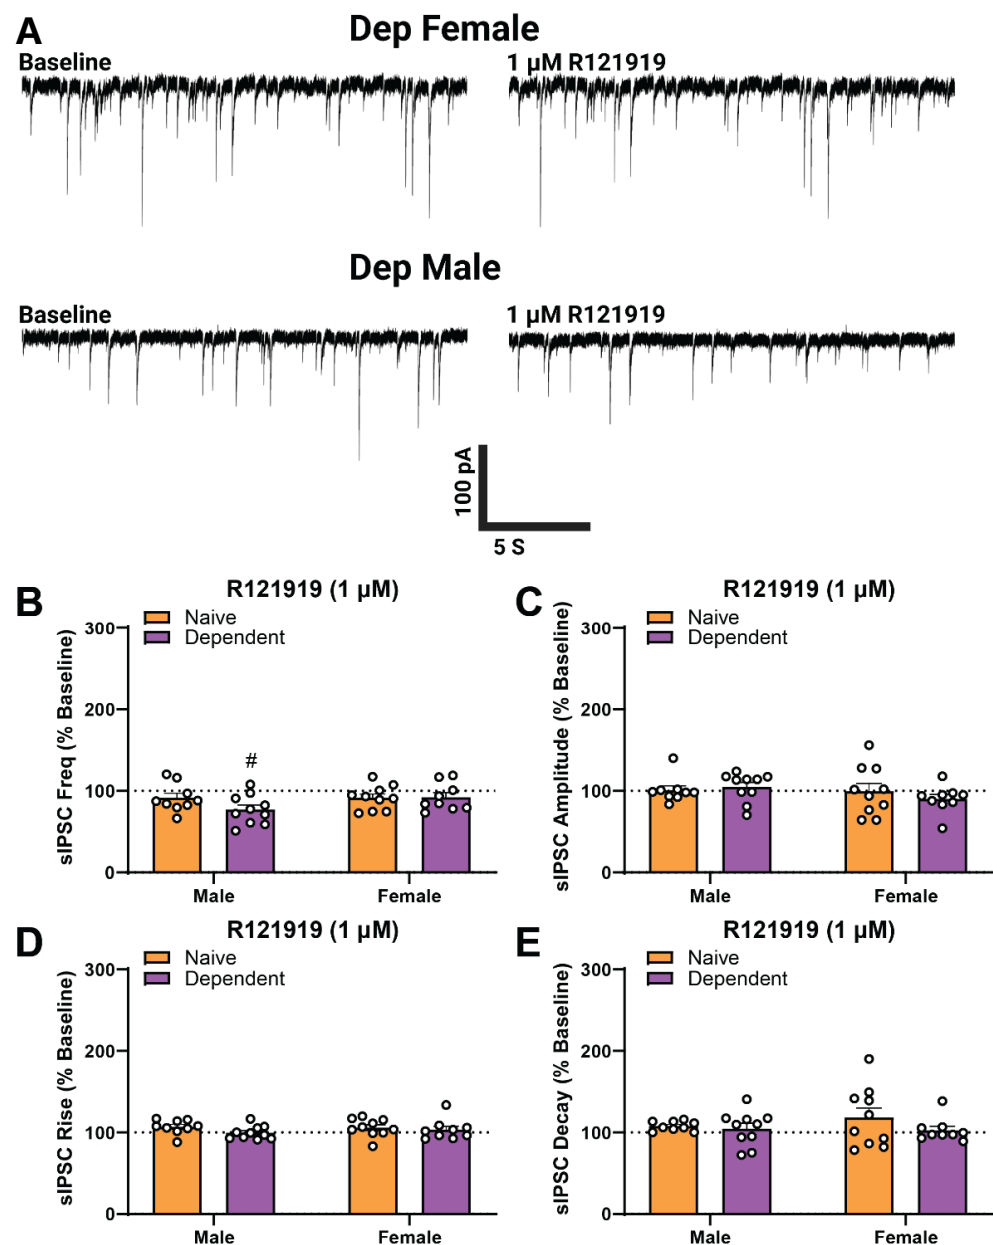 A
Dep Female
Baseline
1 µM R121919
Dep Male
Baseline
1 µM R121919
100 pA
5 S
B
R121919 (1 µM)
Naive
Dependent
sIPSC Freq (% Baseline)
300
200
100
0
#
Male
Female
C
R121919 (1 µM)
Naive
Dependent
sIPSC Amplitude (% Baseline)
300
200
100
0
Male
Female
D
R121919 (1 µM)
Naive
Dependent
sIPSC Rise (% Baseline)
300
200
100
0
Male
Female
E
R121919 (1 µM)
Naive
Dependent
sIPSC Decay (% Baseline)
300
200
100
0
Male
Female